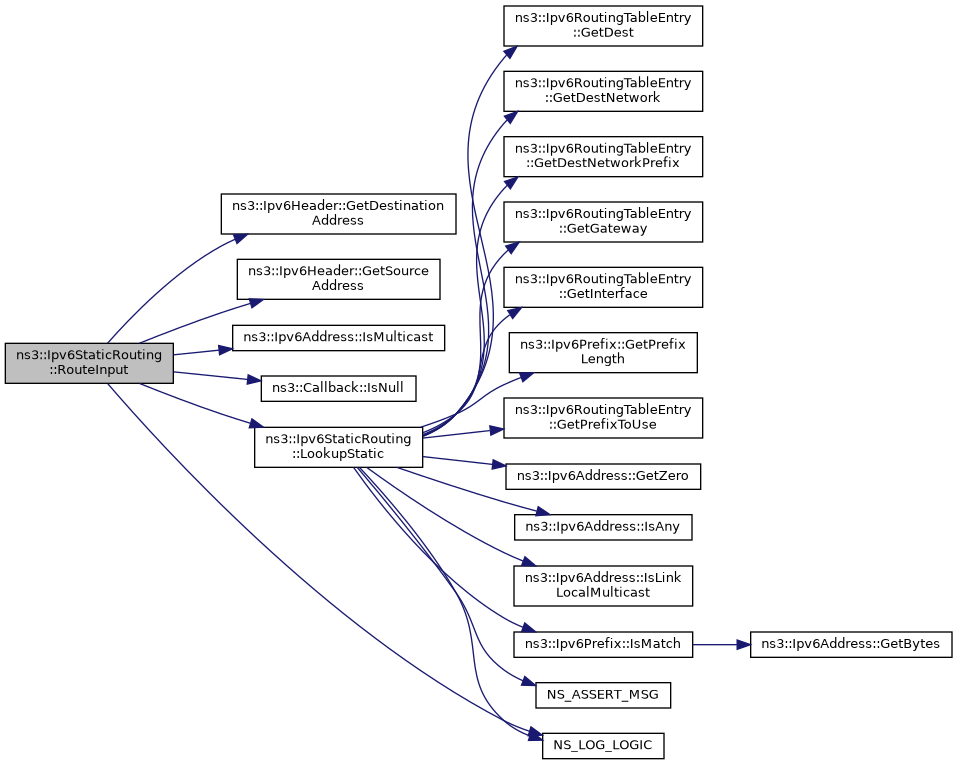 ns3::Ipv6StaticRouting
::RouteInput
ns3::Ipv6Header::GetDestination
Address
ns3::Ipv6Header::GetSource
Address
ns3::Ipv6Address::IsMulticast
ns3::Callback::IsNull
ns3::Ipv6StaticRouting
::LookupStatic
ns3::Ipv6RoutingTableEntry
::GetDest
ns3::Ipv6RoutingTableEntry
::GetDestNetwork
ns3::Ipv6RoutingTableEntry
::GetDestNetworkPrefix
ns3::Ipv6RoutingTableEntry
::GetGateway
ns3::Ipv6RoutingTableEntry
::GetInterface
ns3::Ipv6Prefix::GetPrefix
Length
ns3::Ipv6RoutingTableEntry
::GetPrefixToUse
ns3::Ipv6Address::GetZero
ns3::Ipv6Address::IsAny
ns3::Ipv6Address::IsLink
LocalMulticast
ns3::Ipv6Prefix::IsMatch
ns3::Ipv6Address::GetBytes
NS_ASSERT_MSG
NS_LOG_LOGIC